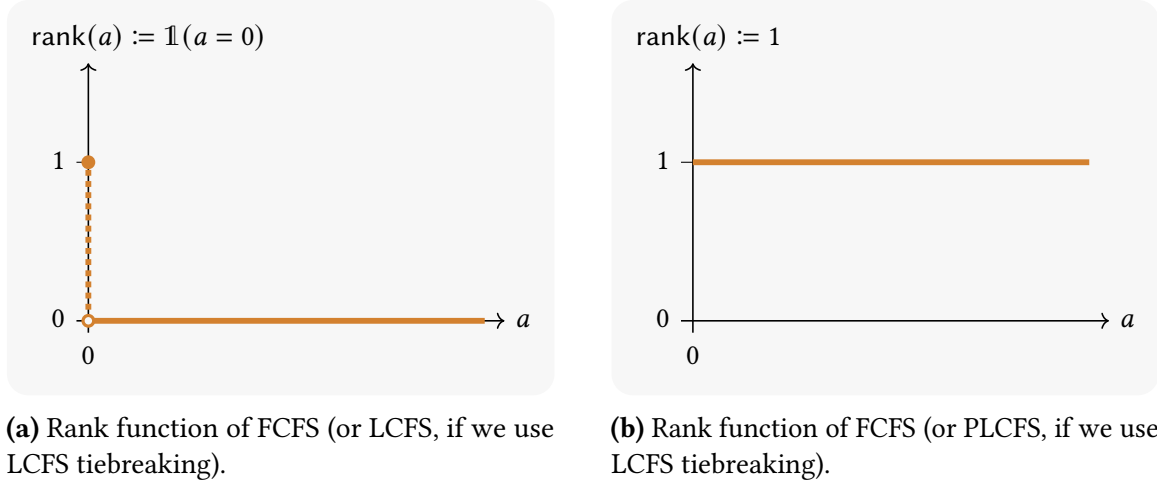 rank(a) := 𝟙(a = 0)
1
0
a
0
(a) Rank function of FCFS (or LCFS, if we use
LCFS tiebreaking).
rank(a) := 1
1
0
a
0
(b) Rank function of FCFS (or PLCFS, if we use
LCFS tiebreaking).